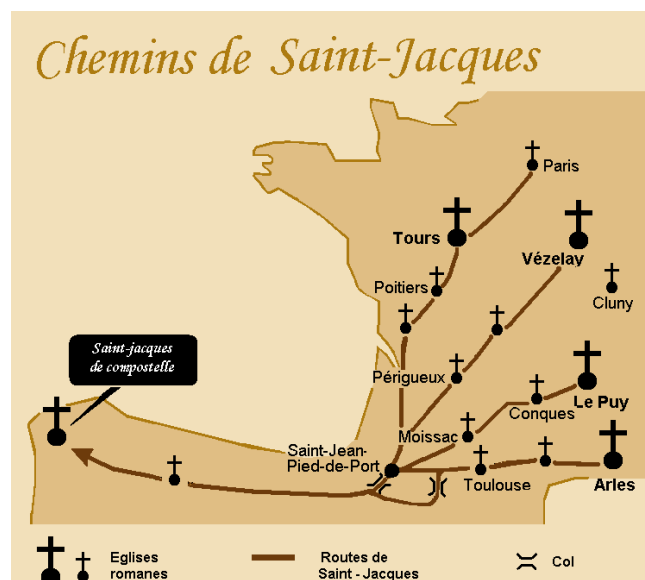 Chemins de Saint-Jacques
Paris
Tours
Vézelay
Poitiers
Cluny
Saint-jacques
de compostelle
Périgueux
Le Puy
Conques
Moissac
Saint-Jean-
Pied-de-Port
Toulouse
Arles
Eglises
romanes
Routes de
Saint - Jacques
Col